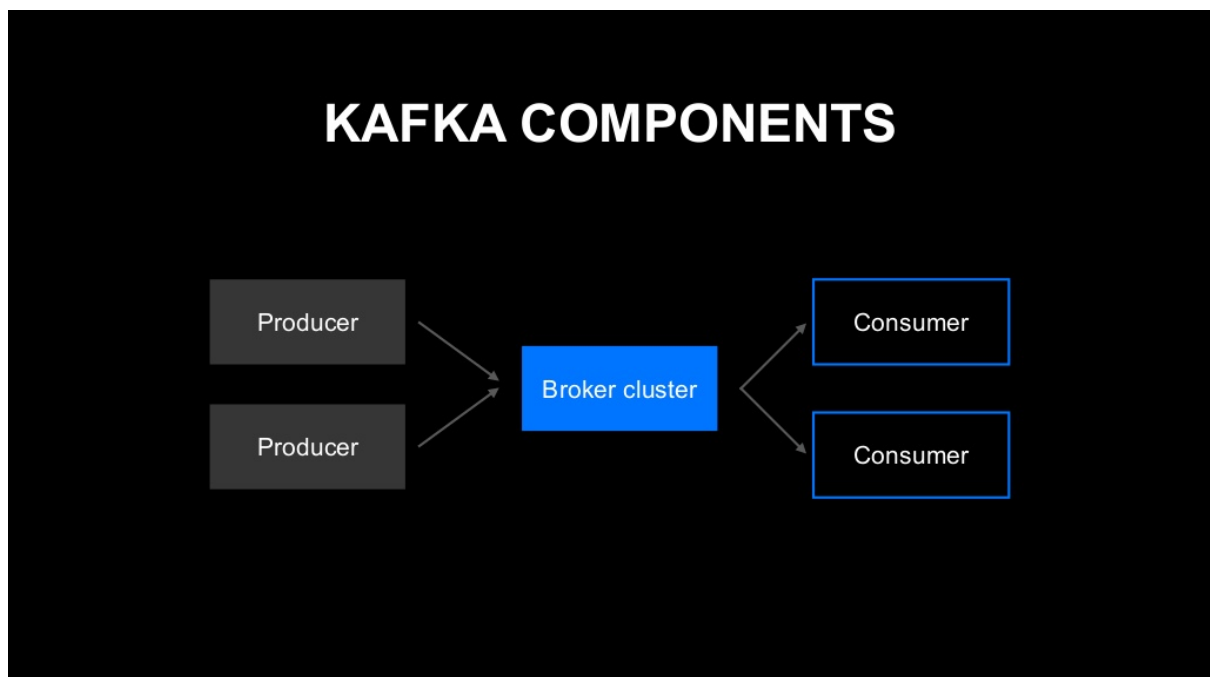 KAFKA COMPONENTS
Producer
Producer
Broker cluster
Consumer
Consumer